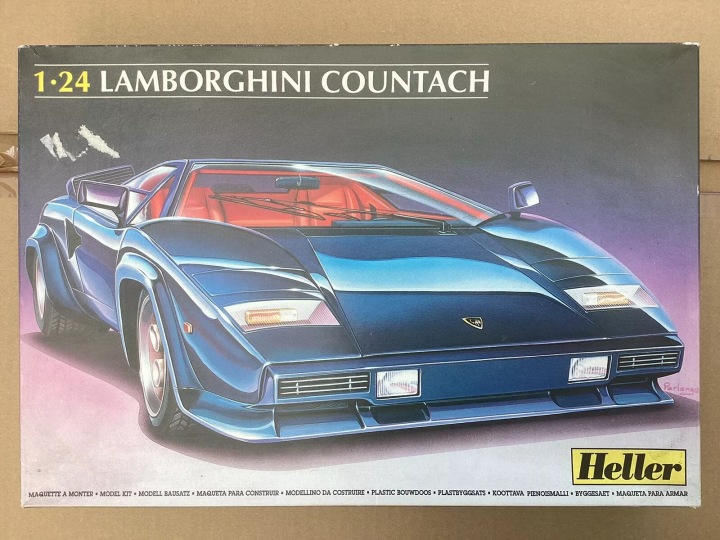 1·24 LAMBORGHINI COUNTACH
Heller
MAQUETTE A MONTER • MODEL KIT • MODELL BAUSATZ • MAQUETA PARA CONSTRUIR • MODELLINO DA COSTRUIRE • PLASTIC BOUWDOOS • PLASTBYGGSATS • KOOTTAVA PIENOISMALLI • BYGGESAET • MAQUETA PARA ARMAR